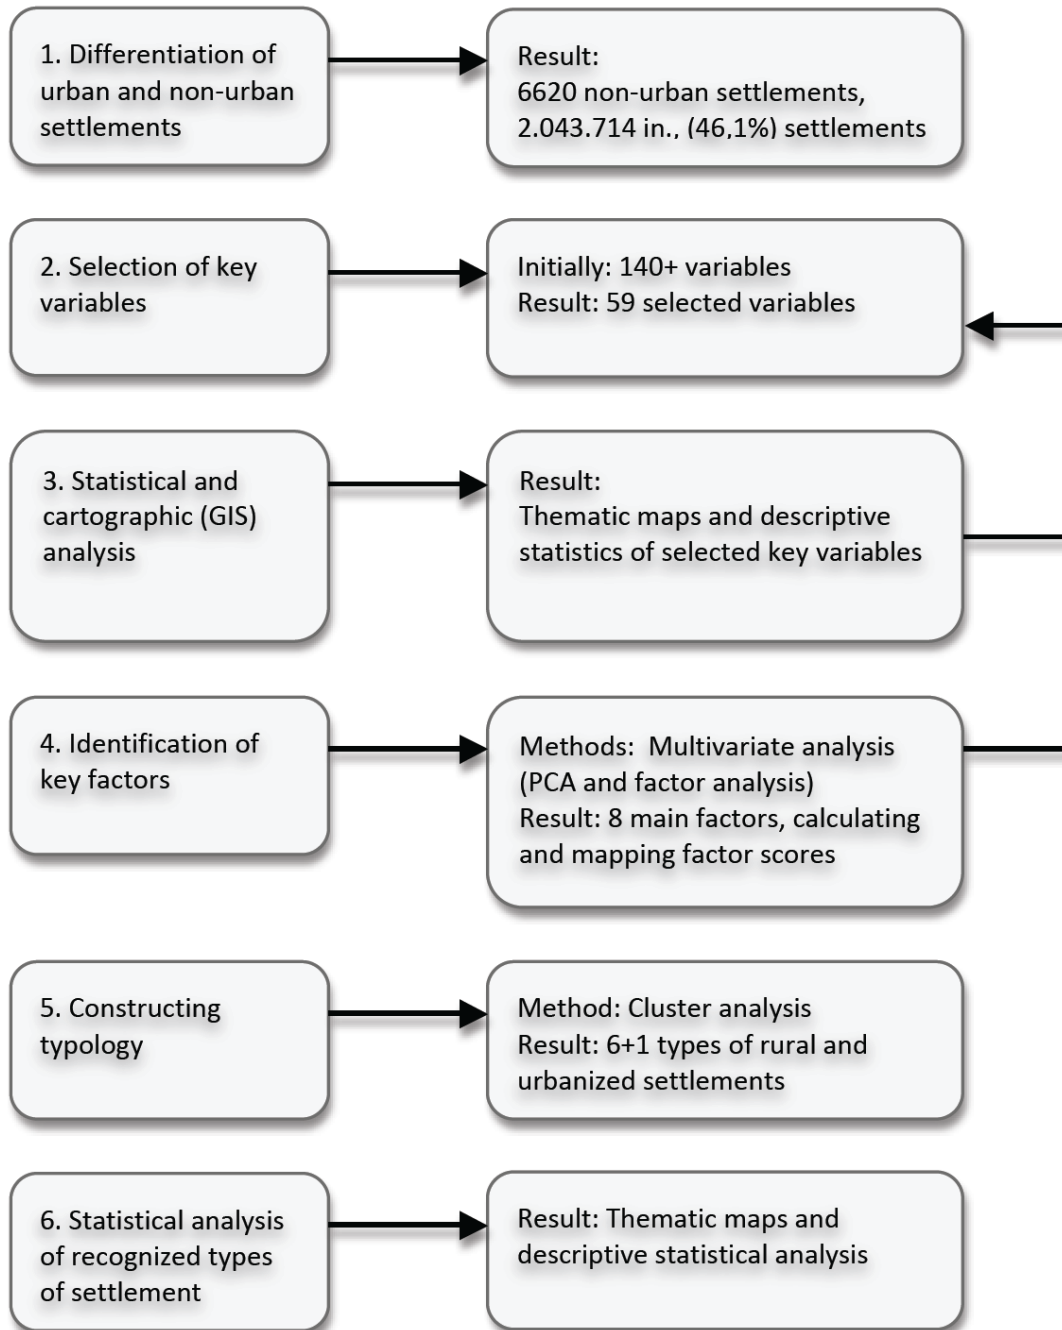 1. Differentiation of
urban and non-urban
settlements
Result:
6620 non-urban settlements,
2.043.714 in., (46,1%) settlements
2. Selection of key
variables
Initially: 140+ variables
Result: 59 selected variables
3. Statistical and
cartographic (GIS)
analysis
Result:
Thematic maps and descriptive
statistics of selected key variables
4. Identification of
key factors
Methods:  Multivariate analysis
(PCA and factor analysis)
Result: 8 main factors, calculating
and mapping factor scores
5. Constructing
typology
Method: Cluster analysis
Result: 6+1 types of rural and
urbanized settlements
6. Statistical analysis
of recognized types
of settlement
Result: Thematic maps and
descriptive statistical analysis